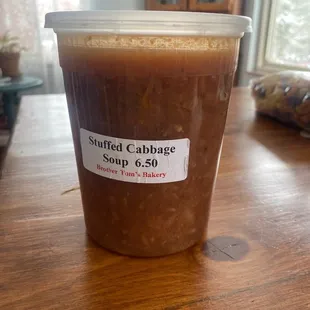 Stuffed Cabbage
Soup 6.50
Brother Tom's Bakery